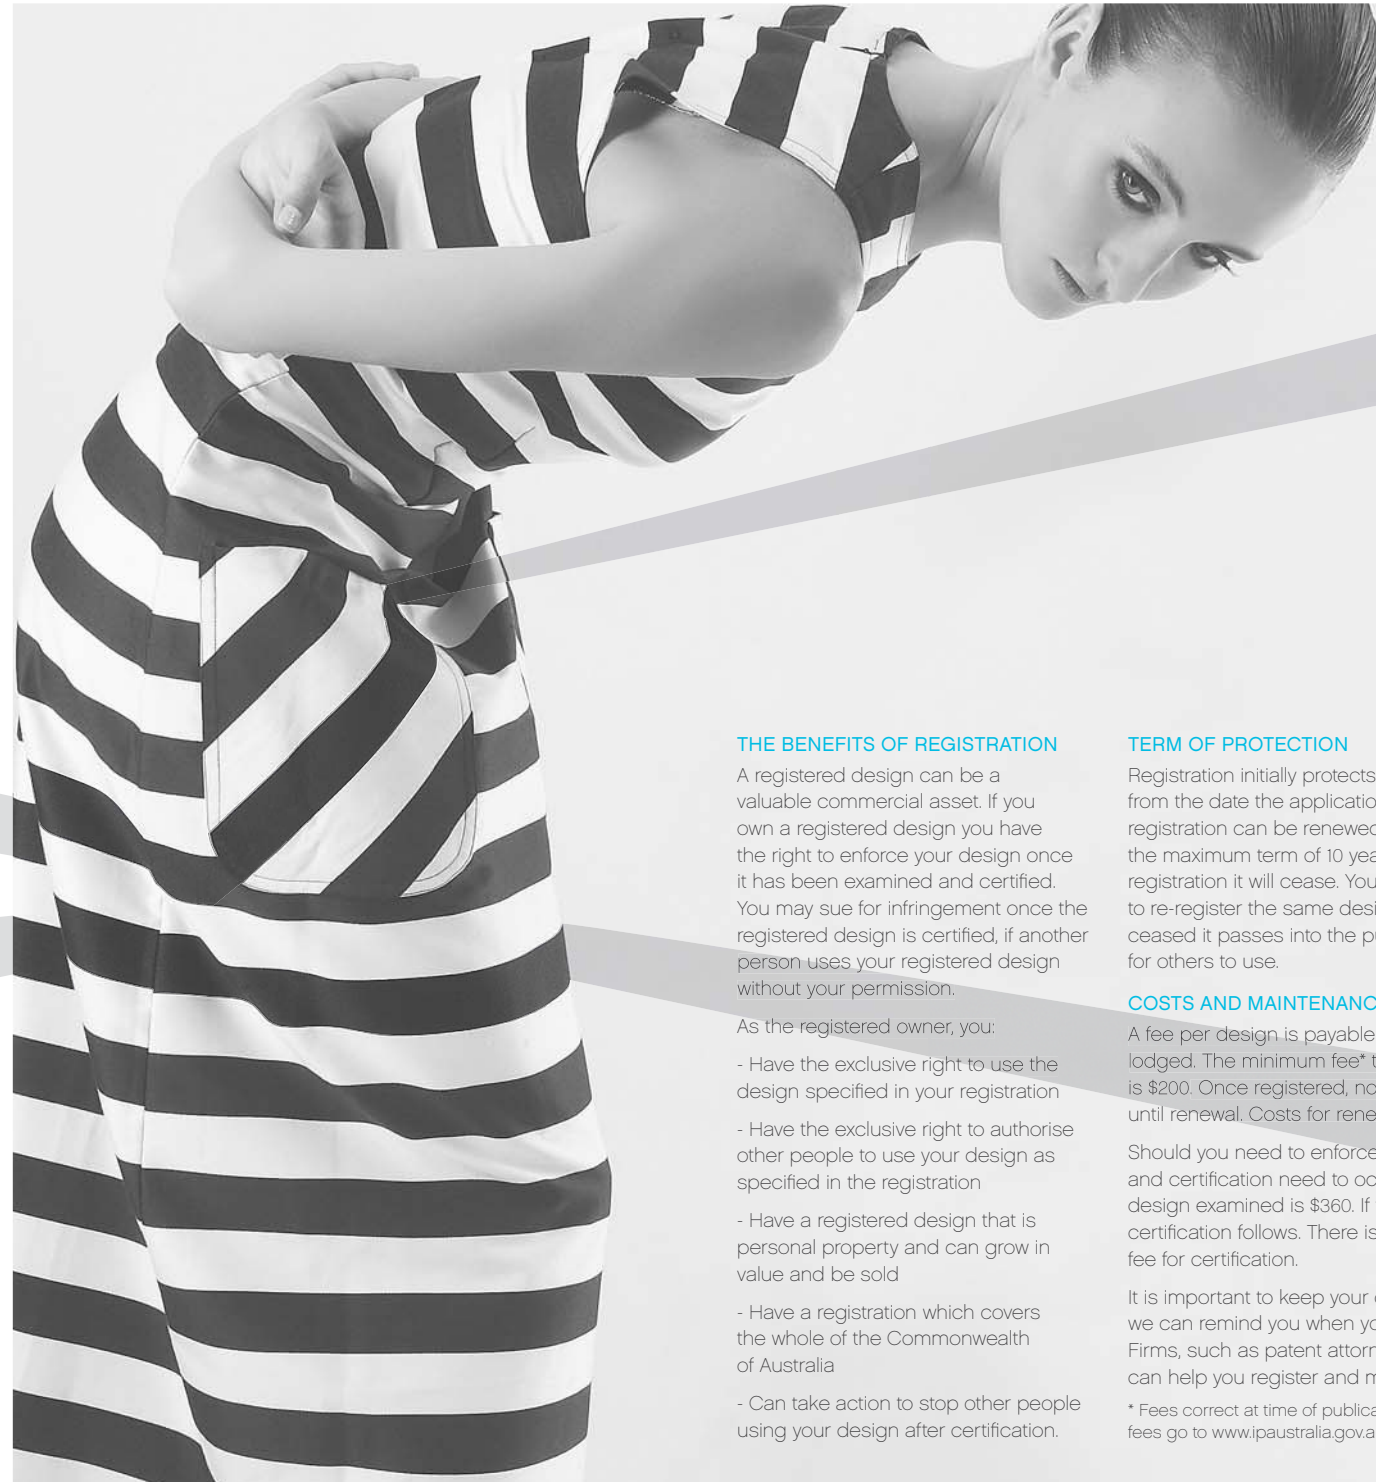 THE BENEFITS OF REGISTRATION
A registered design can be a
valuable commercial asset. If you
own a registered design you have
the right to enforce your design once
it has been examined and certified.
You may sue for infringement once the
registered design is certified, if another
person uses your registered design
without your permission.
As the registered owner, you:
- Have the exclusive right to use the
design specified in your registration
- Have the exclusive right to authorise
other people to use your design as
specified in the registration
- Have a registered design that is
personal property and can grow in
value and be sold
- Have a registration which covers
the whole of the Commonwealth
of Australia
- Can take action to stop other people
using your design after certification.
TERM OF PROTECTION
Registration initially protects
from the date the applicatio
registration can be renewed
the maximum term of 10 yea
registration it will cease. You
to re-register the same desi
ceased it passes into the pu
for others to use.
COSTS AND MAINTENANC
A fee per design is payable
lodged. The minimum fee* t
is $200. Once registered, no
until renewal. Costs for rene
Should you need to enforce
and certification need to oc
design examined is $360. If
certification follows. There is
fee for certification.
It is important to keep your
we can remind you when yo
Firms, such as patent attorn
can help you register and m
* Fees correct at time of publica
fees go to www.ipaustralia.gov.a